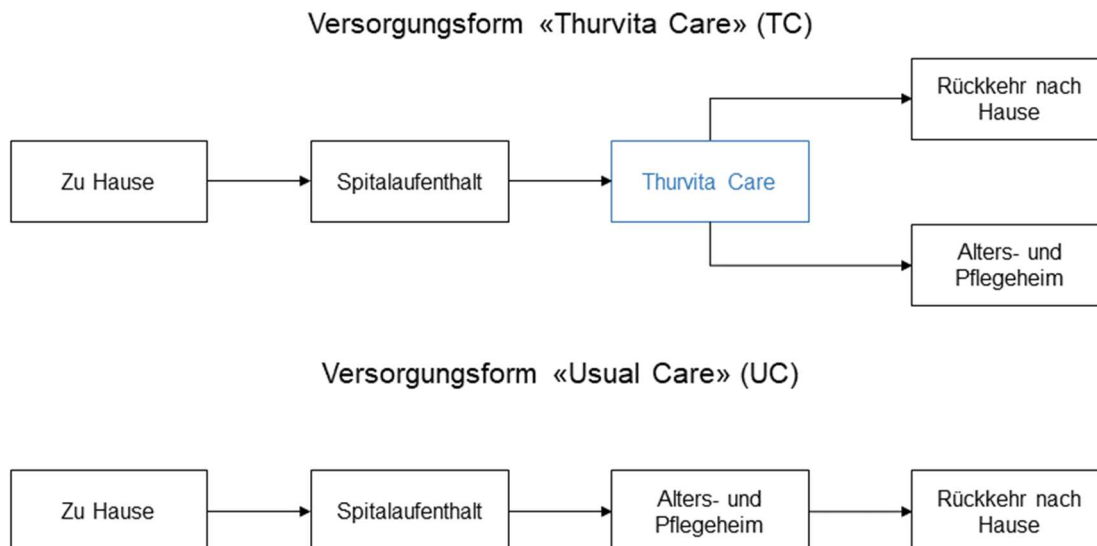 Versorgungsform «Thurvita Care» (TC)
Rückkehr nach
Hause
Zu Hause
Spitalaufenthalt
Thurvita Care
Alters- und
Pflegeheim
Versorgungsform «Usual Care» (UC)
Zu Hause
Spitalaufenthalt
Alters- und
Pflegeheim
Rückkehr nach
Hause